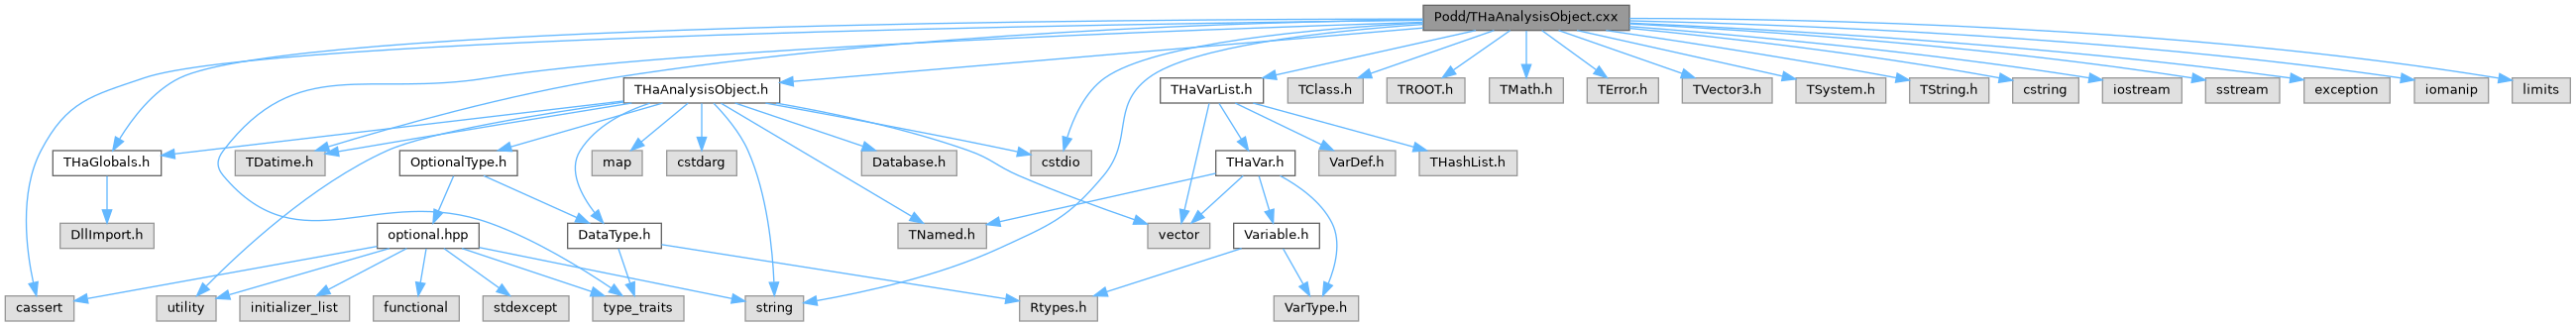 Podd/THaAnalysisObject.cxx
THaAnalysisObject.h
THaVarList.h
TClass.h
TROOT.h
TMath.h
TError.h
TVector3.h
TSystem.h
TString.h
cstring
iostream
sstream
exception
iomanip
limits
THaGlobals.h
TDatime.h
OptionalType.h
map
cstdarg
Database.h
cstdio
THaVar.h
VarDef.h
THashList.h
DllImport.h
optional.hpp
DataType.h
TNamed.h
vector
Variable.h
cassert
utility
initializer_list
functional
stdexcept
type_traits
string
Rtypes.h
VarType.h